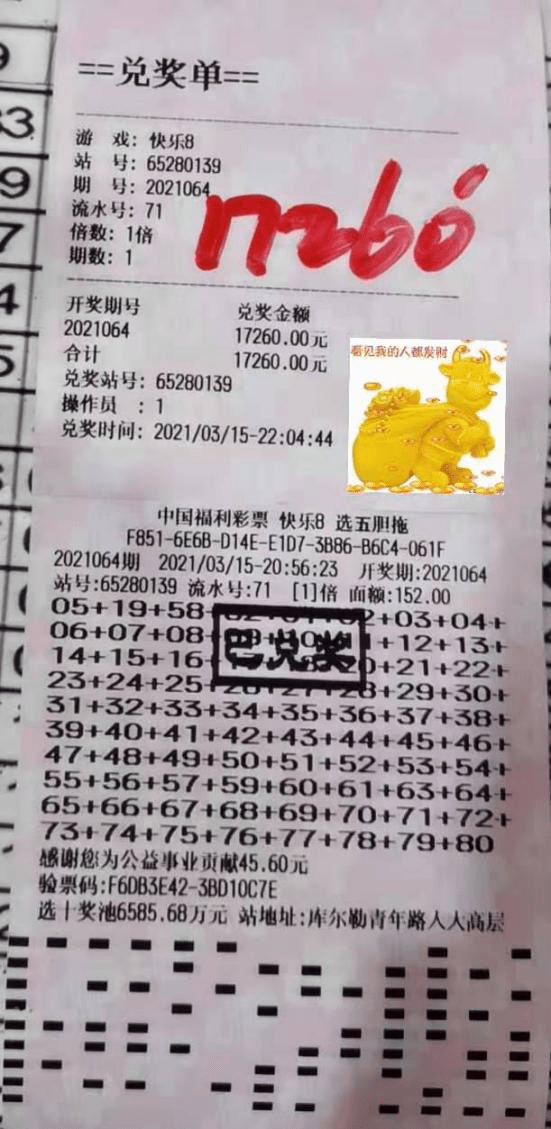 ==兑奖单==
游 戏: 快乐8
站 号: 65280139
期 号: 2021064
流水号: 71
倍数: 1倍
期数: 1
17260
开奖期号 兑奖金额
2021064 17260.00元
合计 17260.00元
兑奖站号: 65280139
操作员 : 1
兑奖时间: 2021/03/15-22:04:44
看见我的人都发财
中国福利彩票 快乐8 选五胆拖
F851-6E6B-D14E-E1D7-3B86-B6C4-061F
2021064期 2021/03/15-20:56:23 开奖期:2021064
站号:65280139 流水号:71 [1]倍 面额:152.00
05+19+58 +03+04+
06+07+08 +12+13+
已兑奖
14+15+16 20+21+22+
23+24+25 +29+30+
31+32+33+34+35+36+37+38+
39+40+41+42+43+44+45+46+
47+48+49+50+51+52+53+54+
55+56+57+59+60+61+63+64+
65+66+67+68+69+70+71+72+
73+74+75+76+77+78+79+80
感谢您为公益事业贡献45.60元
验票码:F6DB3E42-3BD10C7E
选十奖池6585.68万元 站地址:库尔勒青年路人大高层